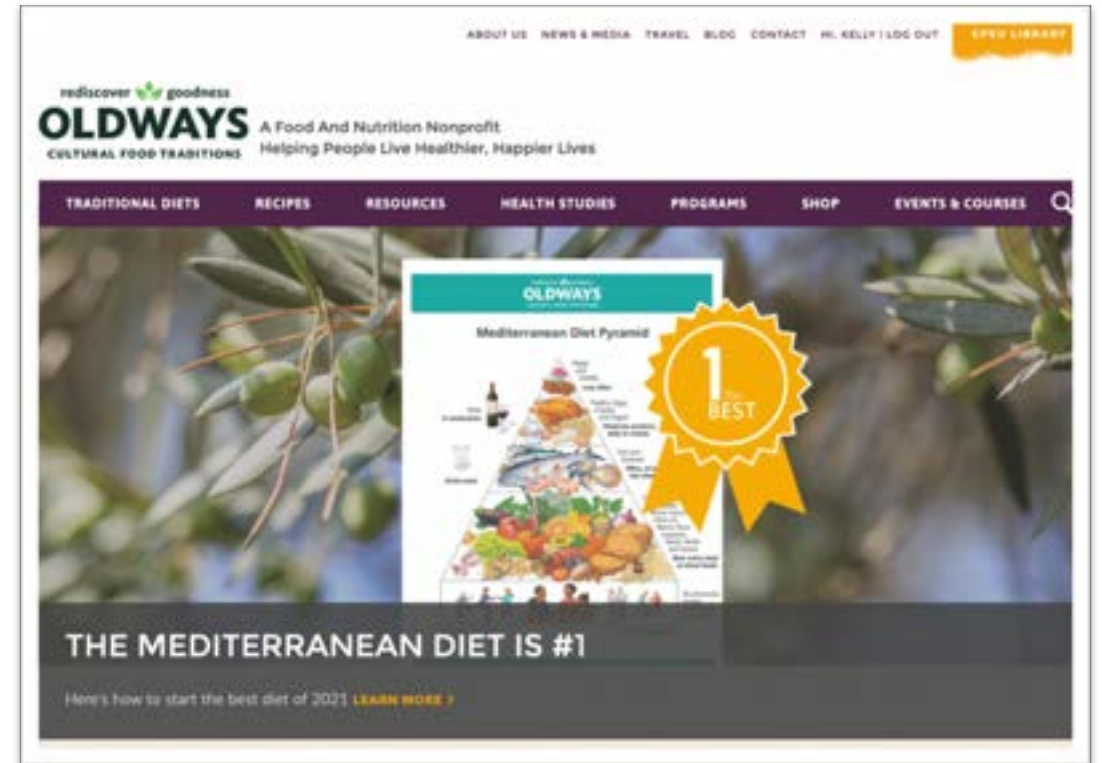 ABOUT US NEWS & MEDIA TRAVEL BLOG CONTACT HI, KELLY | LOG OUT CPEU LIBRARY
rediscover goodness
OLDWAYS
CULTURAL FOOD TRADITIONS
A Food And Nutrition Nonprofit
Helping People Live Healthier, Happier Lives
TRADITIONAL DIETS RECIPES RESOURCES HEALTH STUDIES PROGRAMS SHOP EVENTS & COURSES
OLDWAYS
Mediterranean Diet Pyramid
1
The
BEST
THE MEDITERRANEAN DIET IS #1
Here's how to start the best diet of 2021 LEARN MORE >